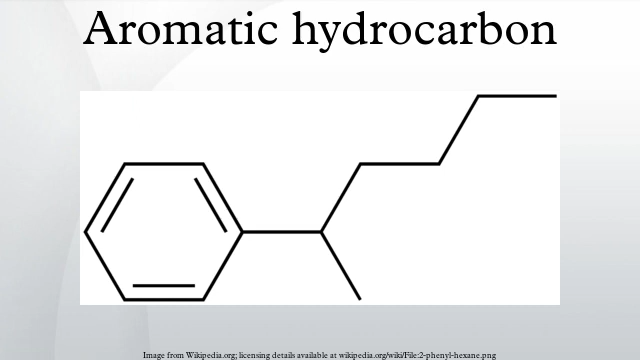 Aromatic hydrocarbon
Image from Wikipedia.org; licensing details available at wikipedia.org/wiki/File:2-phenyl-hexane.png